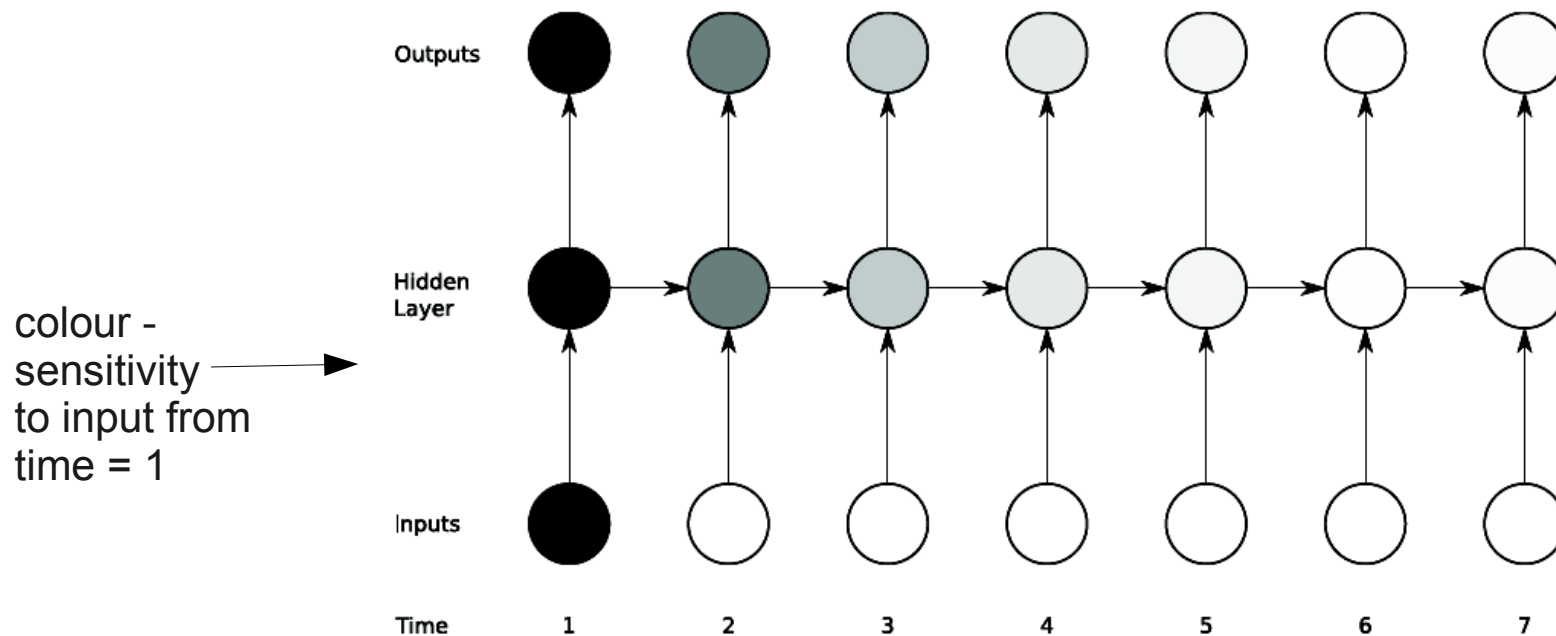 Outputs
Hidden
Layer
colour -
sensitivity
to input from
time = 1
Inputs
Time 1 2 3 4 5 6 7